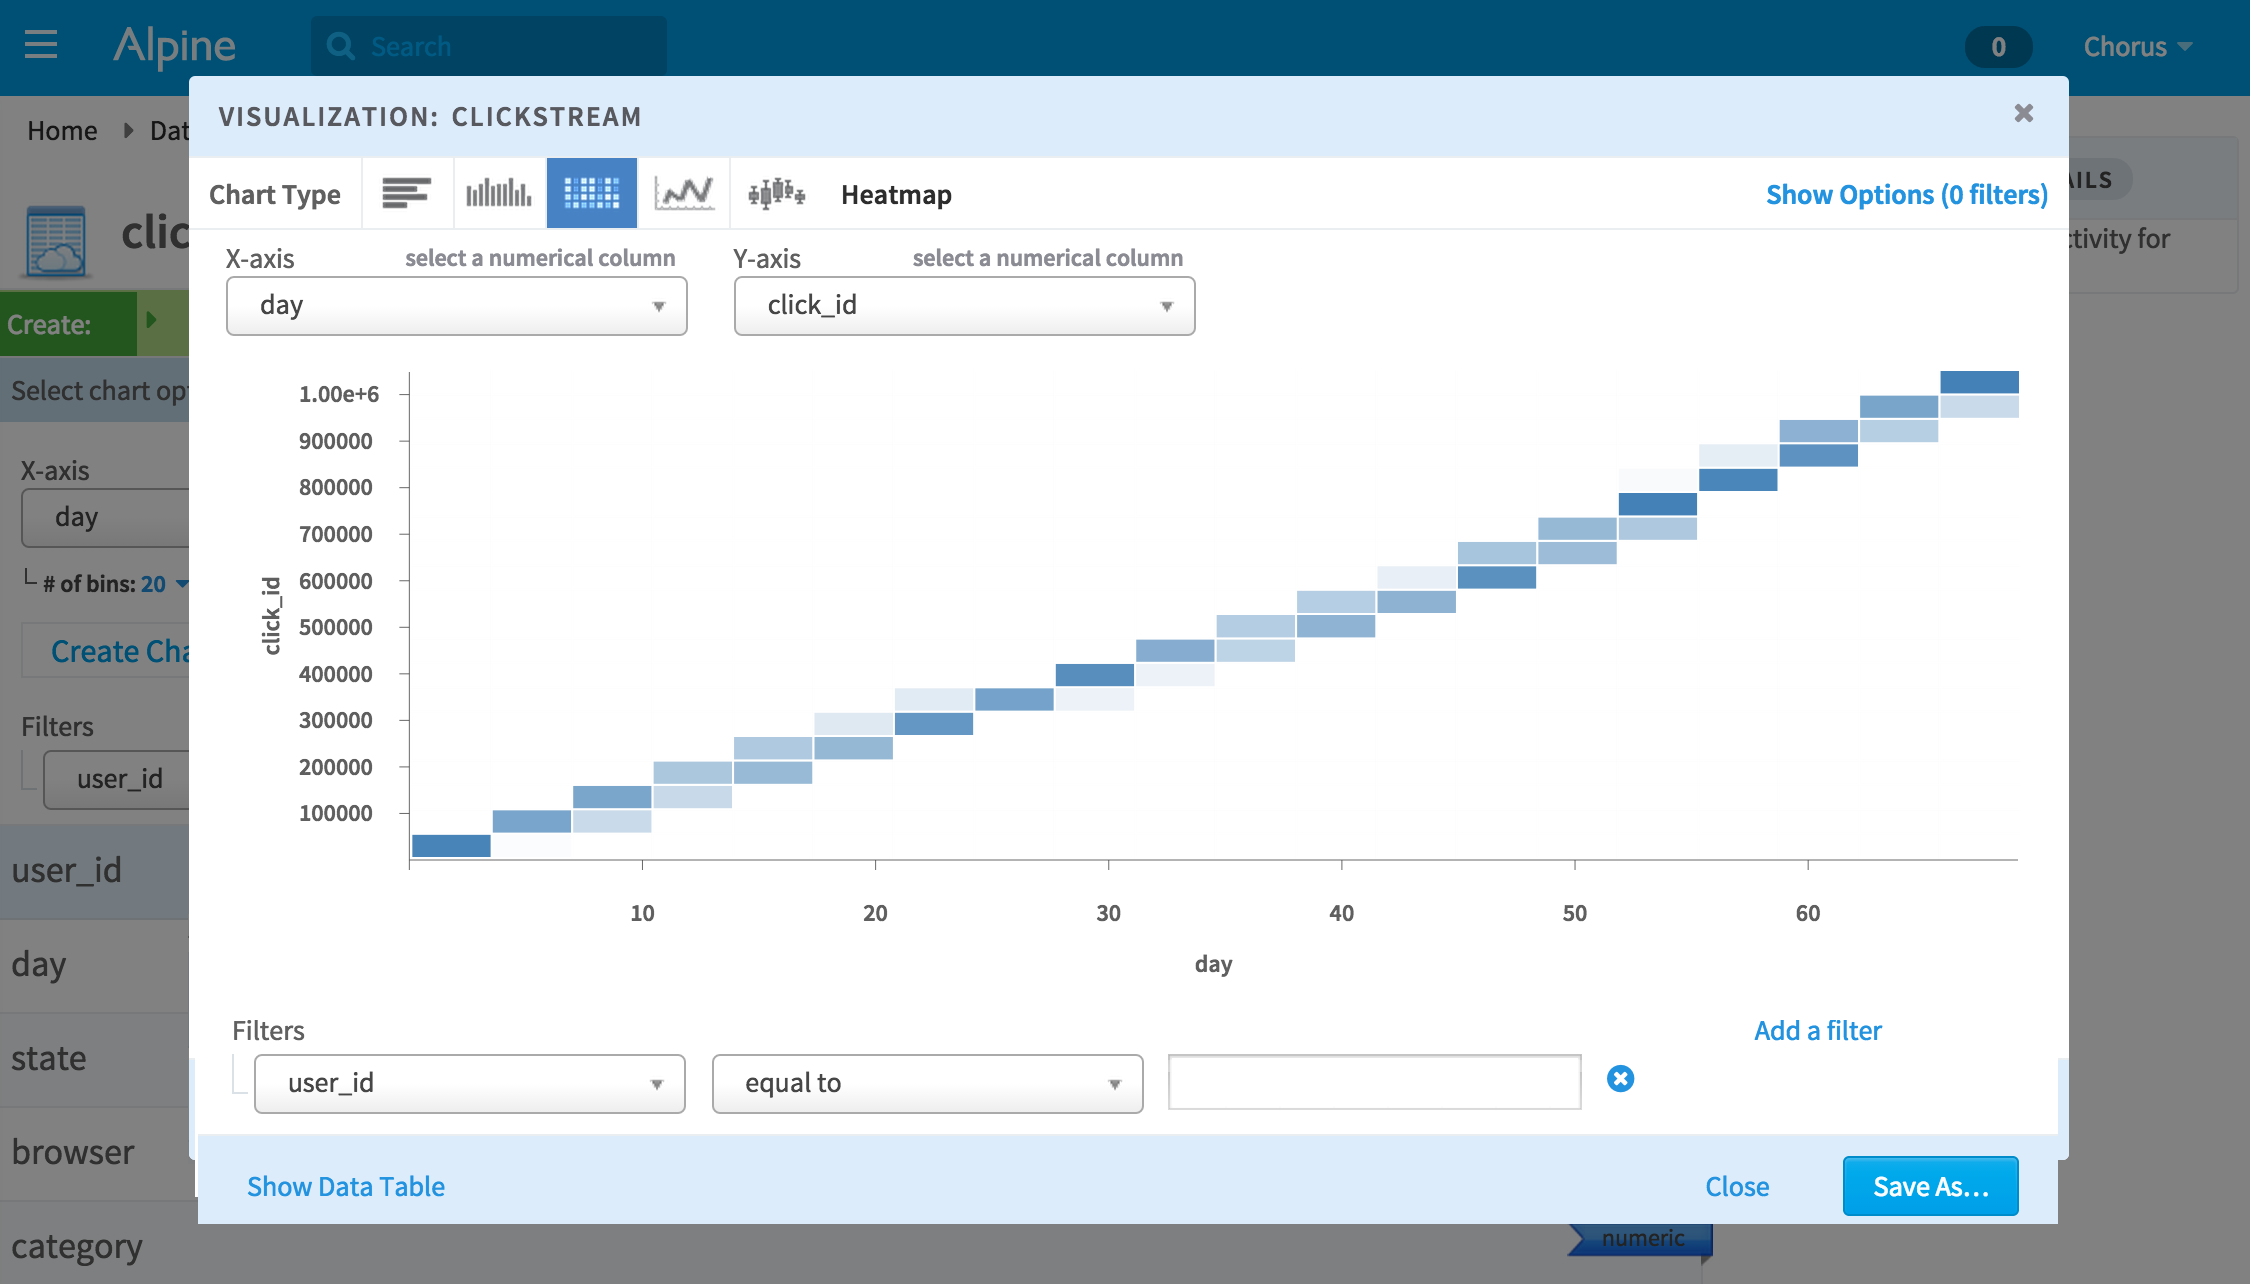 Alpine
Search
0
Chorus
Home
Dat
VISUALIZATION: CLICKSTREAM
AILS
Chart Type
Heatmap
Show Options (0 filters)
clic
ctivity for
X-axis
select a numerical column
Y-axis
select a numerical column
day
click_id
Create:
Select chart opt
X-axis
day
# of bins: 20
Create Cha
Filters
user_id
user_id
day
state
browser
category
1.00e+6
900000
800000
700000
600000
500000
400000
300000
200000
100000
click_id
10
20
30
40
50
60
day
Filters
Add a filter
user_id
equal to
Show Data Table
Close
Save As...
numeric